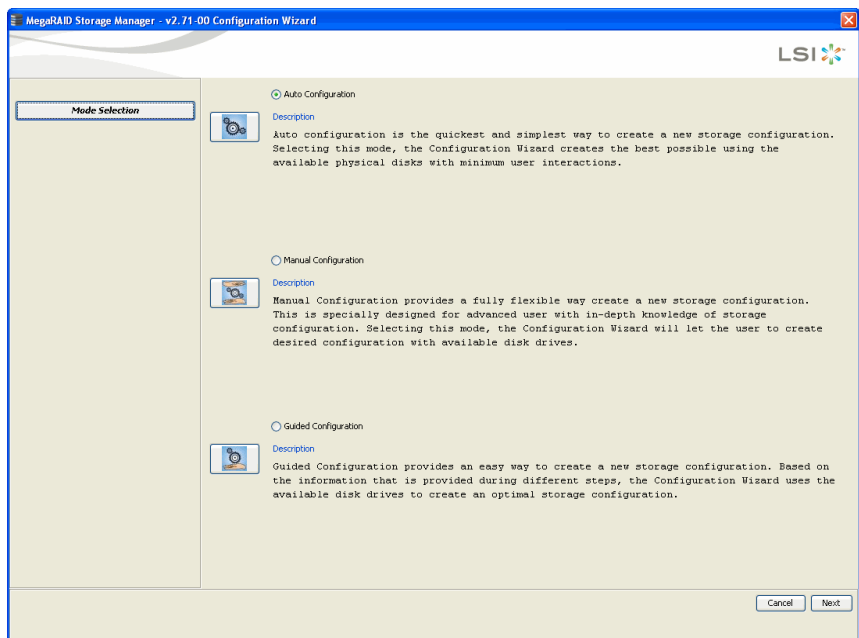 MegaRAID Storage Manager - v2.71-00 Configuration Wizard
LSI
Mode Selection
Auto Configuration
Description
Auto configuration is the quickest and simplest way to create a new storage configuration.
Selecting this mode, the Configuration Wizard creates the best possible using the
available physical disks with minimum user interactions.
Manual Configuration
Description
Manual Configuration provides a fully flexible way create a new storage configuration.
This is specially designed for advanced user with in-depth knowledge of storage
configuration. Selecting this mode, the Configuration Wizard will let the user to create
desired configuration with available disk drives.
Guided Configuration
Description
Guided Configuration provides an easy way to create a new storage configuration. Based on
the information that is provided during different steps, the Configuration Wizard uses the
available disk drives to create an optimal storage configuration.
Cancel
Next